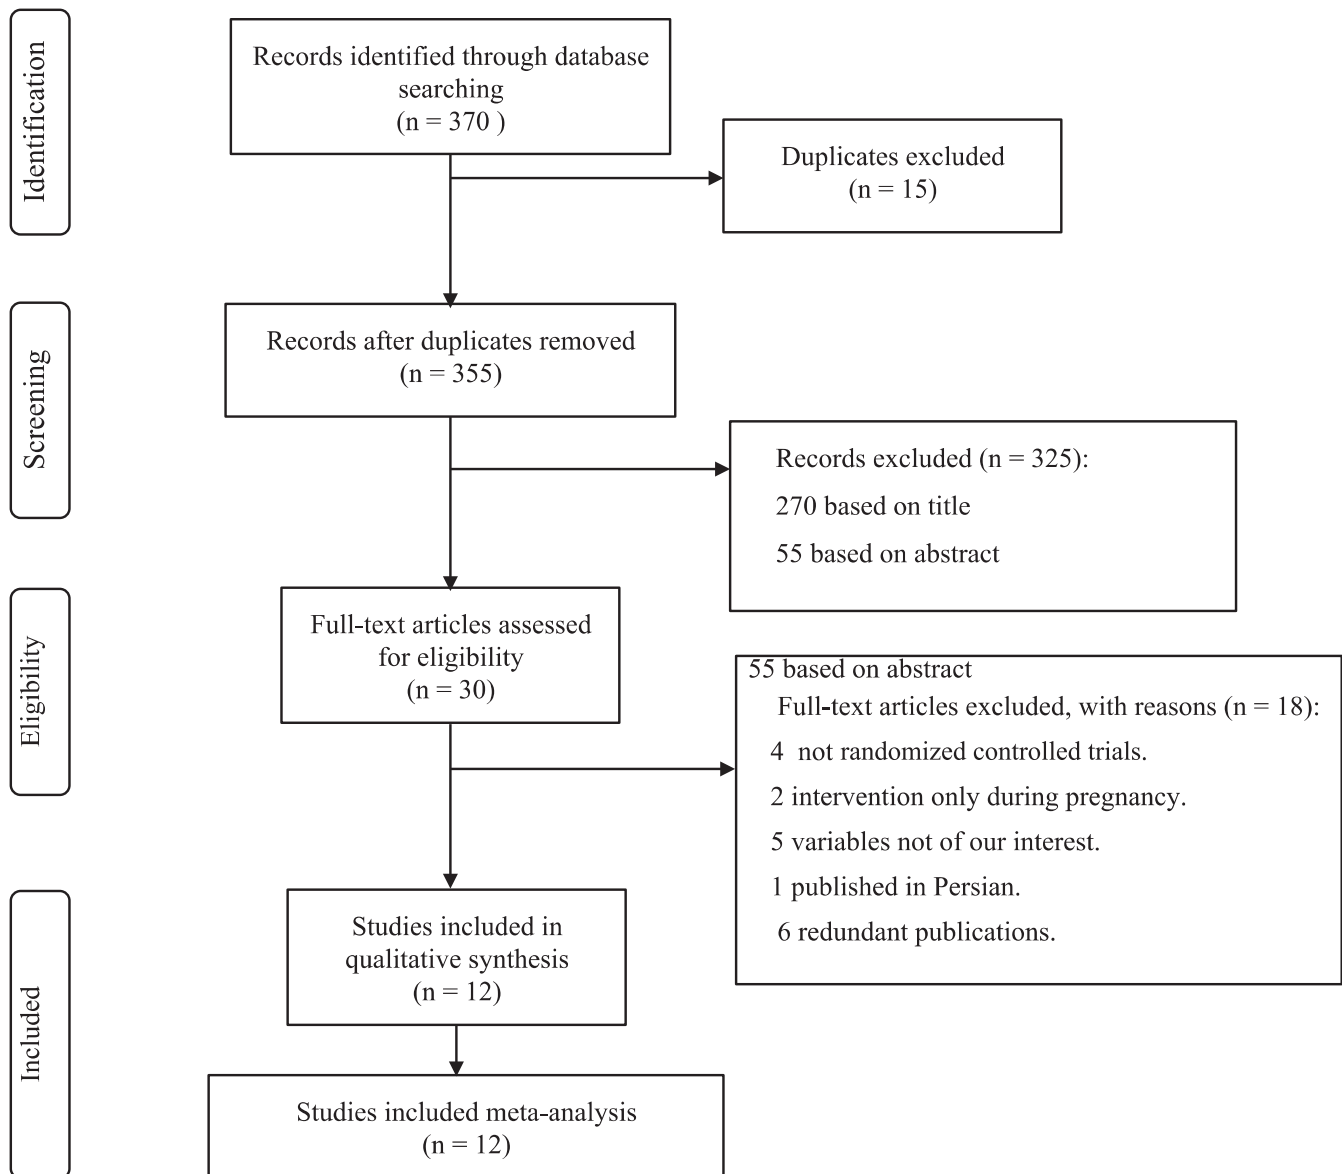 Identification
Records identified through database
searching
(n = 370 )
Duplicates excluded
(n = 15)
Screening
Records after duplicates removed
(n = 355)
Records excluded (n = 325):
270 based on title
55 based on abstract
Eligibility
Full-text articles assessed
for eligibility
(n = 30)
55 based on abstract
Full-text articles excluded, with reasons (n = 18):
4 not randomized controlled trials.
2 intervention only during pregnancy.
5 variables not of our interest.
1 published in Persian.
6 redundant publications.
Included
Studies included in
qualitative synthesis
(n = 12)
Studies included meta-analysis
(n = 12)